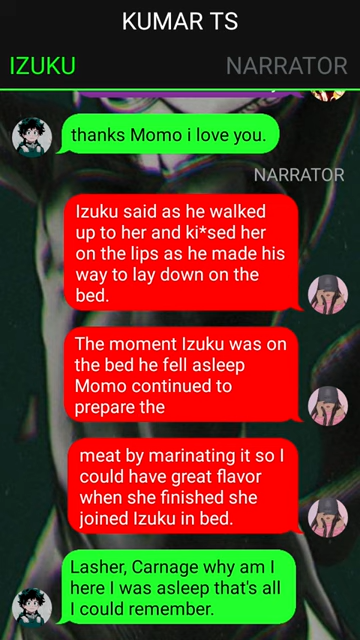 KUMAR TS
IZUKU
NARRATOR
thanks Momo i love you.
NARRATOR
Izuku said as he walked
up to her and ki*sed her
on the lips as he made his
way to lay down on the
bed.
The moment Izuku was on
the bed he fell asleep
Momo continued to
prepare the
meat by marinating it so I
could have great flavor
when she finished she
joined Izuku in bed.
Lasher, Carnage why am I
here I was asleep that's all
I could remember.